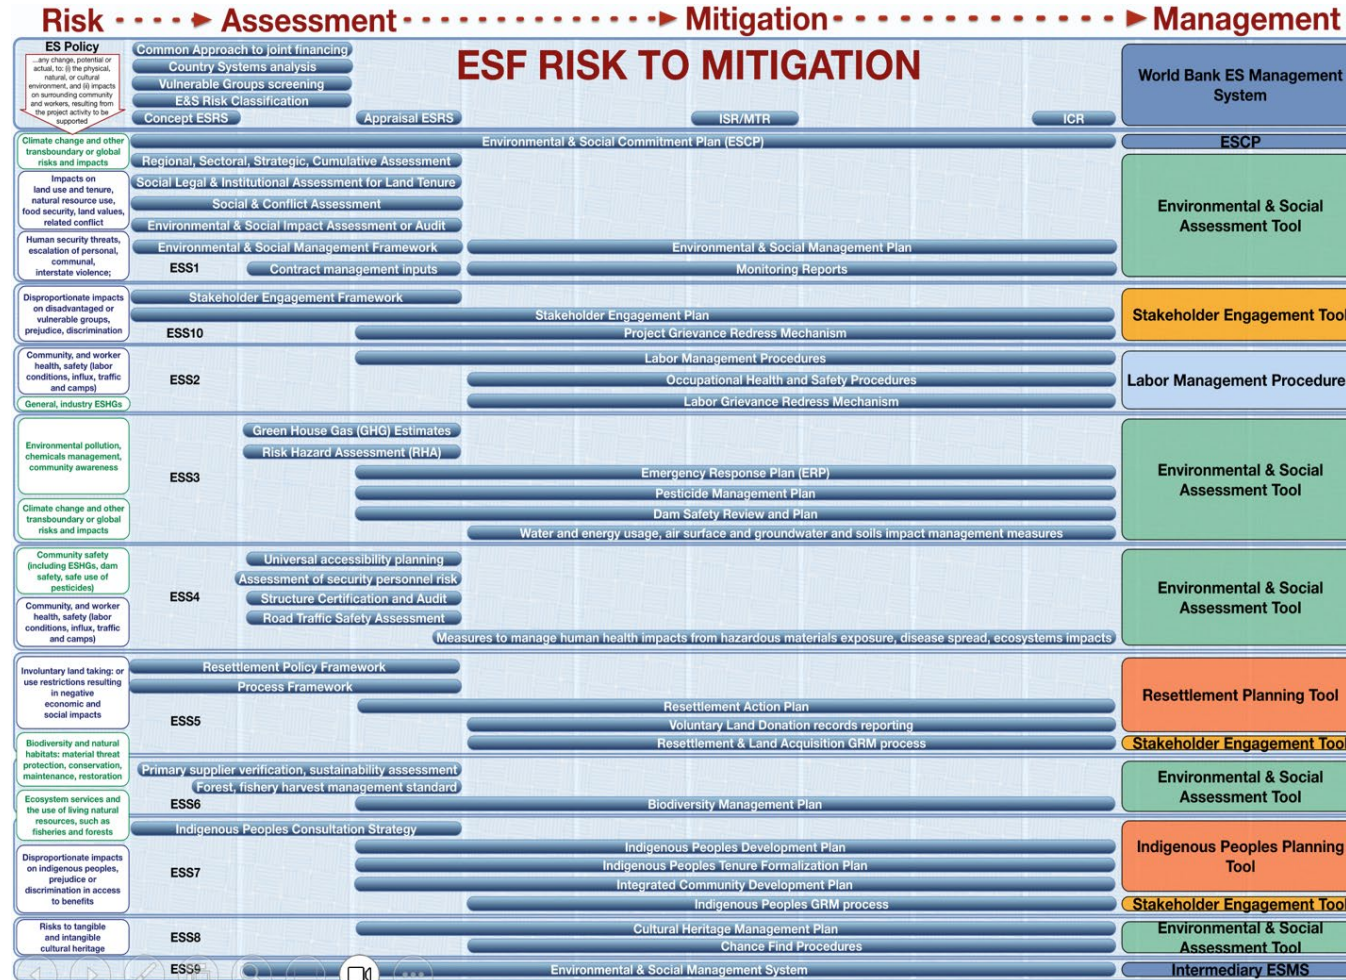 Risk
Assessment
Mitigation
Management
ESF RISK TO MITIGATION
ES Policy
...any change, potential or
actual, to: (i) the physical,
natural, or cultural
environment, and (ii) impacts
on surrounding community
and workers, resulting from
the project activity to be
supported
Common Approach to joint financing
Country Systems analysis
Vulnerable Groups screening
E&S Risk Classification
Concept ESRS
Appraisal ESRS
ISR/MTR
ICR
World Bank ES Management
System
Climate change and other
transboundary or global
risks and impacts
Environmental & Social Commitment Plan (ESCP)
ESCP
Regional, Sectoral, Strategic, Cumulative Assessment
Impacts on
land use and tenure,
natural resource use,
food security, land values,
related conflict
Social Legal & Institutional Assessment for Land Tenure
Social & Conflict Assessment
Environmental & Social Impact Assessment or Audit
Environmental & Social
Assessment Tool
Human security threats,
escalation of personal,
communal,
interstate violence;
Environmental & Social Management Framework
Environmental & Social Management Plan
ESS1
Contract management inputs
Monitoring Reports
Disproportionate impacts
on disadvantaged or
vulnerable groups,
prejudice, discrimination
Stakeholder Engagement Framework
Stakeholder Engagement Plan
ESS10
Project Grievance Redress Mechanism
Stakeholder Engagement Tool
Community, and worker
health, safety (labor
conditions, influx, traffic
and camps)
General, industry ESHGs
ESS2
Labor Management Procedures
Occupational Health and Safety Procedures
Labor Grievance Redress Mechanism
Labor Management Procedure
Environmental pollution,
chemicals management,
community awareness
Climate change and other
transboundary or global
risks and impacts
ESS3
Green House Gas (GHG) Estimates
Risk Hazard Assessment (RHA)
Emergency Response Plan (ERP)
Pesticide Management Plan
Dam Safety Review and Plan
Water and energy usage, air surface and groundwater and soils impact management measures
Environmental & Social
Assessment Tool
Community safety
(including ESHGs, dam
safety, safe use of
pesticides)
Community, and worker
health, safety (labor
conditions, influx, traffic
and camps)
ESS4
Universal accessibility planning
Assessment of security personnel risk
Structure Certification and Audit
Road Traffic Safety Assessment
Measures to manage human health impacts from hazardous materials exposure, disease spread, ecosystems impacts
Environmental & Social
Assessment Tool
Involuntary land taking: or
use restrictions resulting
in negative
economic and
social impacts
ESS5
Resettlement Policy Framework
Process Framework
Resettlement Action Plan
Voluntary Land Donation records reporting
Resettlement & Land Acquisition GRM process
Resettlement Planning Tool
Stakeholder Engagement Tool
Biodiversity and natural
habitats: material threat
protection, conservation,
maintenance, restoration
Ecosystem services and
the use of living natural
resources, such as
fisheries and forests
ESS6
Primary supplier verification, sustainability assessment
Forest, fishery harvest management standard
Biodiversity Management Plan
Environmental & Social
Assessment Tool
Disproportionate impacts
on indigenous peoples,
prejudice or
discrimination in access
to benefits
ESS7
Indigenous Peoples Consultation Strategy
Indigenous Peoples Development Plan
Indigenous Peoples Tenure Formalization Plan
Integrated Community Development Plan
Indigenous Peoples GRM process
Indigenous Peoples Planning
Tool
Stakeholder Engagement Tool
Risks to tangible
and intangible
cultural heritage
ESS8
Cultural Heritage Management Plan
Chance Find Procedures
Environmental & Social
Assessment Tool
ESS9
Environmental & Social Management System
Intermediary ESMS